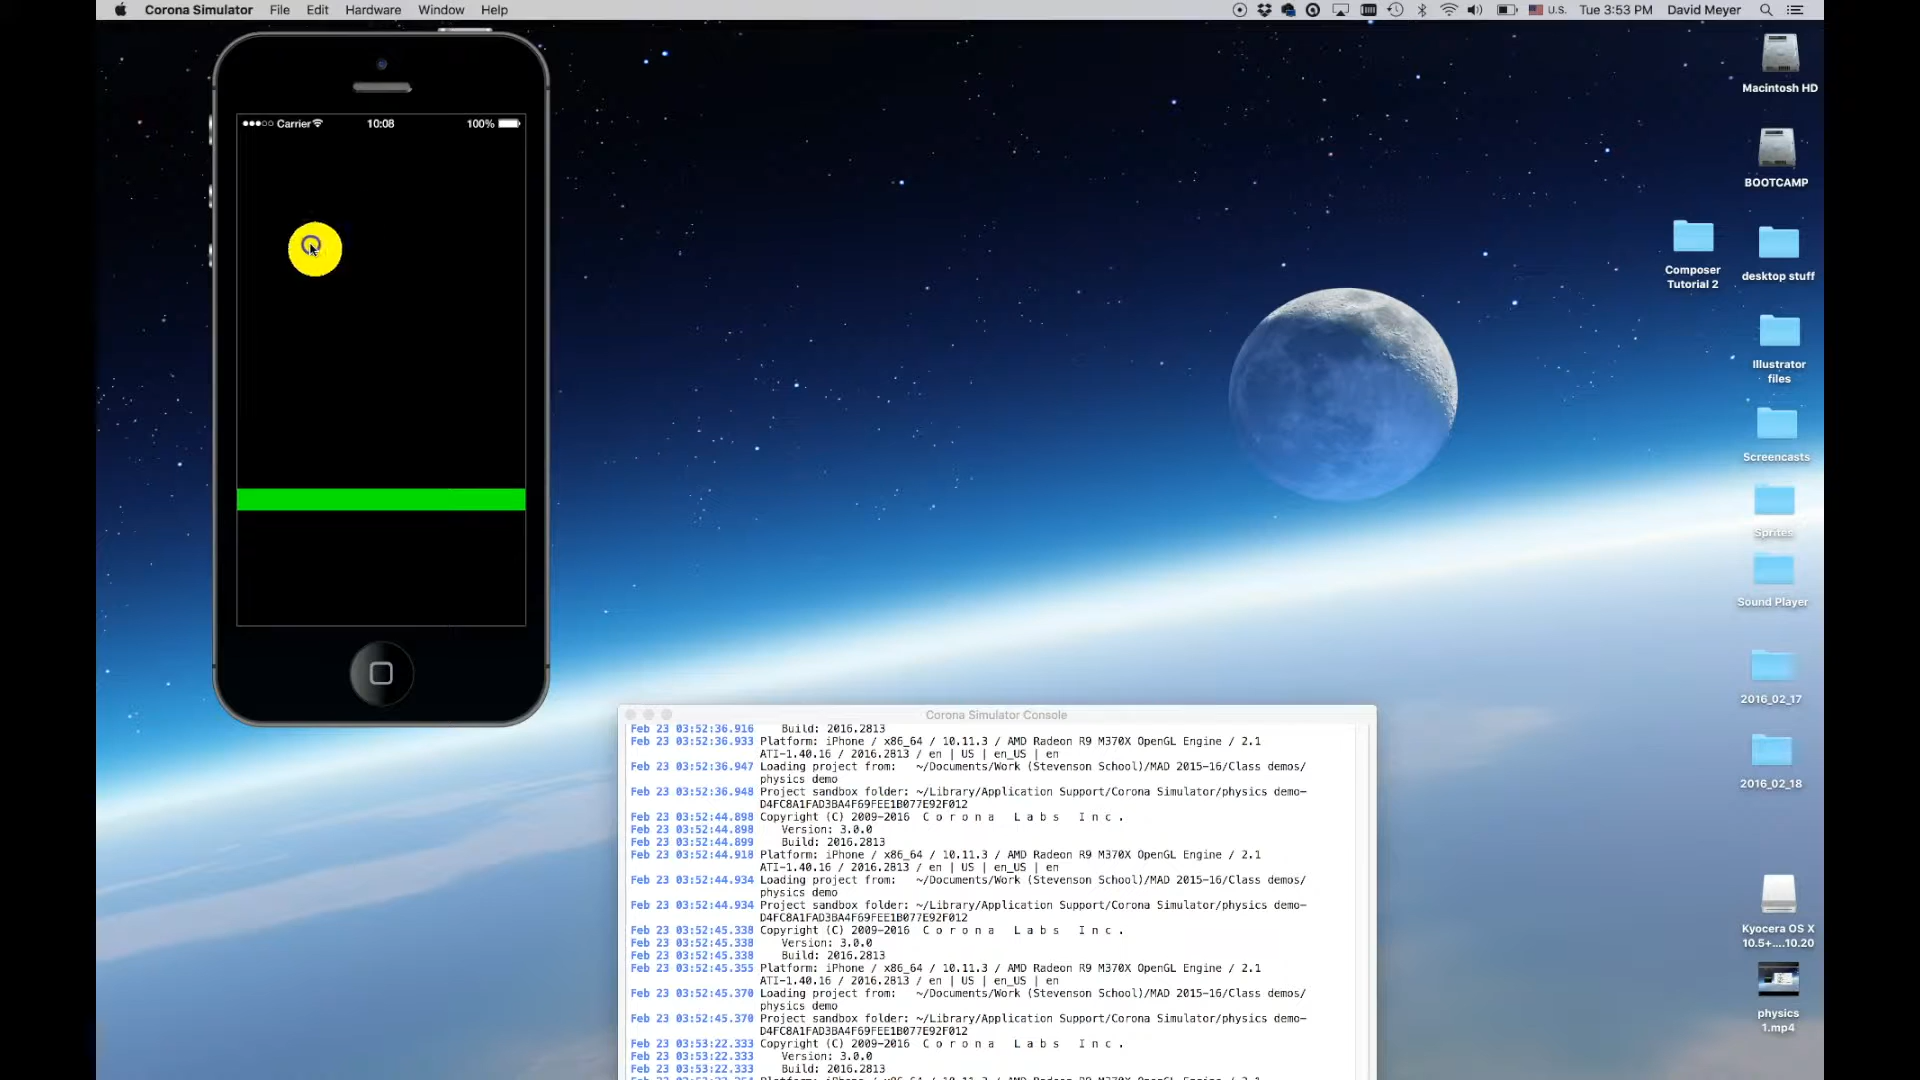 Corona Simulator File Edit Hardware Window Help
U.S. Tue 3:53 PM David Meyer
Carrier 10:08 100%
Macintosh HD
BOOTCAMP
Composer
Tutorial 2
desktop stuff
Illustrator
files
Screencasts
Sprites
Sound Player
2016_02_17
2016_02_18
Kyocera OS X
10.5+....10.20
physics
1.mp4
Corona Simulator Console
Feb 23 03:52:36.916 Build: 2016.2813
Feb 23 03:52:36.933 Platform: iPhone / x86_64 / 10.11.3 / AMD Radeon R9 M370X OpenGL Engine / 2.1
ATI-1.40.16 / 2016.2813 / en | US | en_US | en
Feb 23 03:52:36.947 Loading project from: ~/Documents/Work (Stevenson School)/MAD 2015-16/Class demos/
physics demo
Feb 23 03:52:36.948 Project sandbox folder: ~/Library/Application Support/Corona Simulator/physics demo-
D4FC8A1FAD3BA4F69FEE1B077E92F012
Feb 23 03:52:44.898 Copyright (C) 2009-2016 C o r o n a L a b s I n c .
Feb 23 03:52:44.898 Version: 3.0.0
Feb 23 03:52:44.899 Build: 2016.2813
Feb 23 03:52:44.918 Platform: iPhone / x86_64 / 10.11.3 / AMD Radeon R9 M370X OpenGL Engine / 2.1
ATI-1.40.16 / 2016.2813 / en | US | en_US | en
Feb 23 03:52:44.934 Loading project from: ~/Documents/Work (Stevenson School)/MAD 2015-16/Class demos/
physics demo
Feb 23 03:52:44.934 Project sandbox folder: ~/Library/Application Support/Corona Simulator/physics demo-
D4FC8A1FAD3BA4F69FEE1B077E92F012
Feb 23 03:52:45.338 Copyright (C) 2009-2016 C o r o n a L a b s I n c .
Feb 23 03:52:45.338 Version: 3.0.0
Feb 23 03:52:45.338 Build: 2016.2813
Feb 23 03:52:45.355 Platform: iPhone / x86_64 / 10.11.3 / AMD Radeon R9 M370X OpenGL Engine / 2.1
ATI-1.40.16 / 2016.2813 / en | US | en_US | en
Feb 23 03:52:45.370 Loading project from: ~/Documents/Work (Stevenson School)/MAD 2015-16/Class demos/
physics demo
Feb 23 03:52:45.370 Project sandbox folder: ~/Library/Application Support/Corona Simulator/physics demo-
D4FC8A1FAD3BA4F69FEE1B077E92F012
Feb 23 03:53:22.333 Copyright (C) 2009-2016 C o r o n a L a b s I n c .
Feb 23 03:53:22.333 Version: 3.0.0
Feb 23 03:53:22.333 Build: 2016.2813